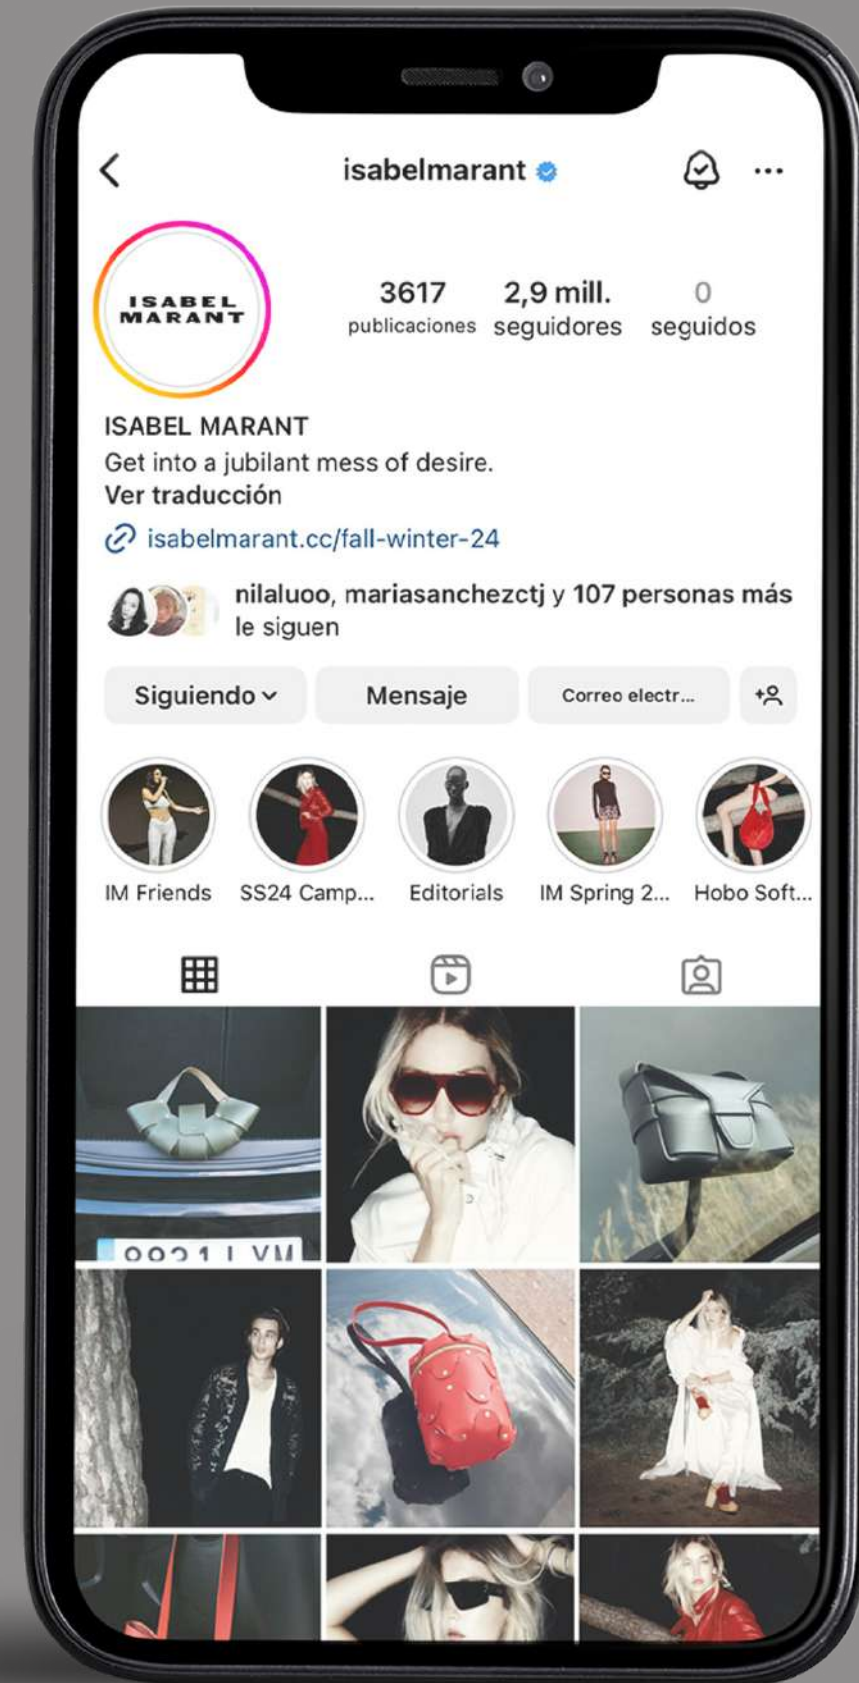 isabelmarant
ISABEL
MARANT
3617 2,9 mill. 0
publicaciones seguidores seguidos
ISABEL MARANT
Get into a jubilant mess of desire.
Ver traducción
isabelmarant.cc/fall-winter-24
nilaluoo, mariasanchezctj y 107 personas más
le siguen
Siguiendo Mensaje Correo electr...
IM Friends SS24 Camp... Editorials IM Spring 2... Hobo Soft...